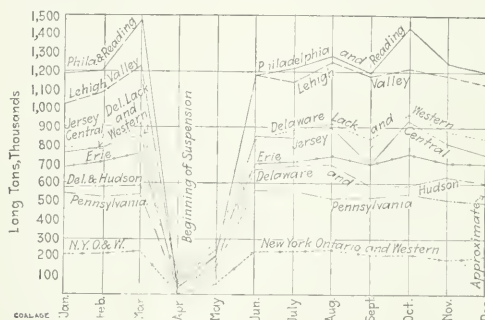 1,500
1,400
1,300
1,200
1,100
1,000
900
800
700
600
500
400
300
200
100
Long Tons, Thousands
Phila & Reading
Lehigh Valley
Jersey Central
Del. Lack and Western
Erie
Del. & Hudson
Pennsylvania
N.Y. O. & W.
Beginning of Suspension
Philadelphia and Reading
Lehigh Valley
Delaware Lack and Western
Jersey Central
Erie
Delaware and Hudson
Pennsylvania
New York Ontario and Western
Approximate
COALAGE
Jan.
Feb.
Mar.
Apr.
May
Jun.
July
Aug.
Sept.
Oct.
Nov.